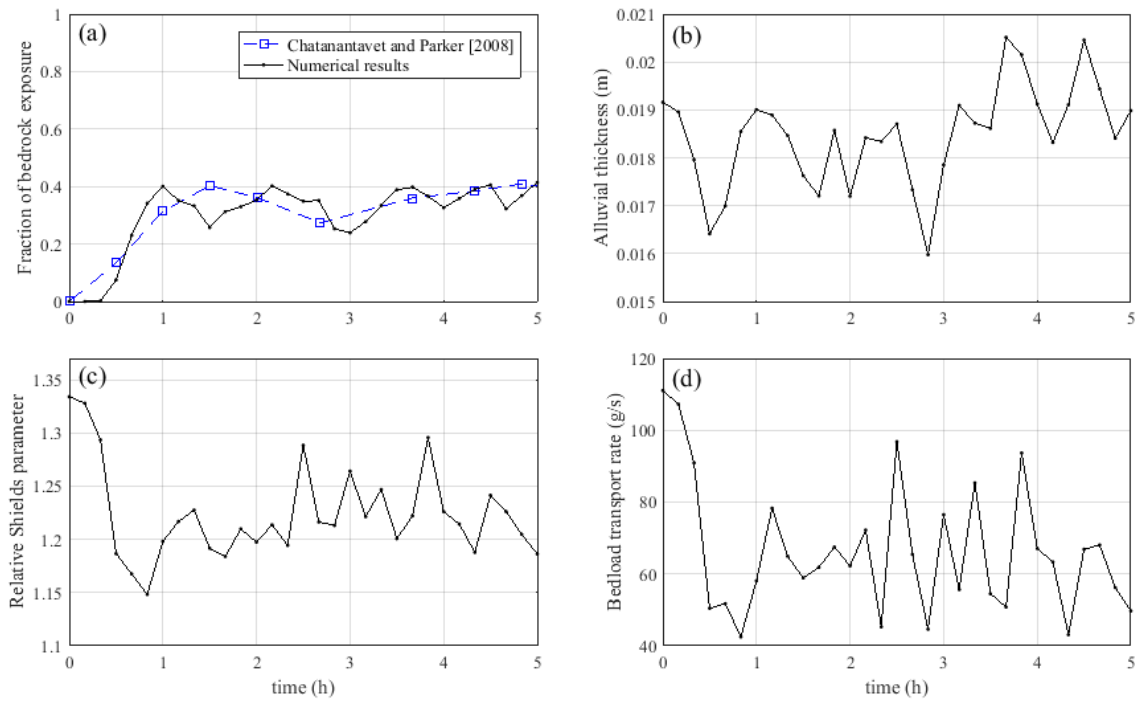 (a)
Chatanantavet and Parker [2008]
Numerical results
Fraction of bedrock exposure
1
0.8
0.6
0.4
0.2
0
0 1 2 3 4 5
(b)
Alluvial thickness (m)
0.021
0.02
0.019
0.018
0.017
0.016
0.015
0 1 2 3 4 5
(c)
Relative Shields parameter
1.35
1.3
1.25
1.2
1.15
1.1
0 1 2 3 4 5
time (h)
(d)
Bedload transport rate (g/s)
120
100
80
60
40
0 1 2 3 4 5
time (h)